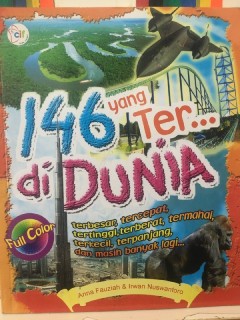 cif
146 yang
Ter...
di DUNIA
Full Color
Terbesar, tercepat,
tertinggi, terberat, termahal,
terkecil, terpanjang,
dan masih banyak lagi...
Anna Fauziah & Irwan Nuswantoro